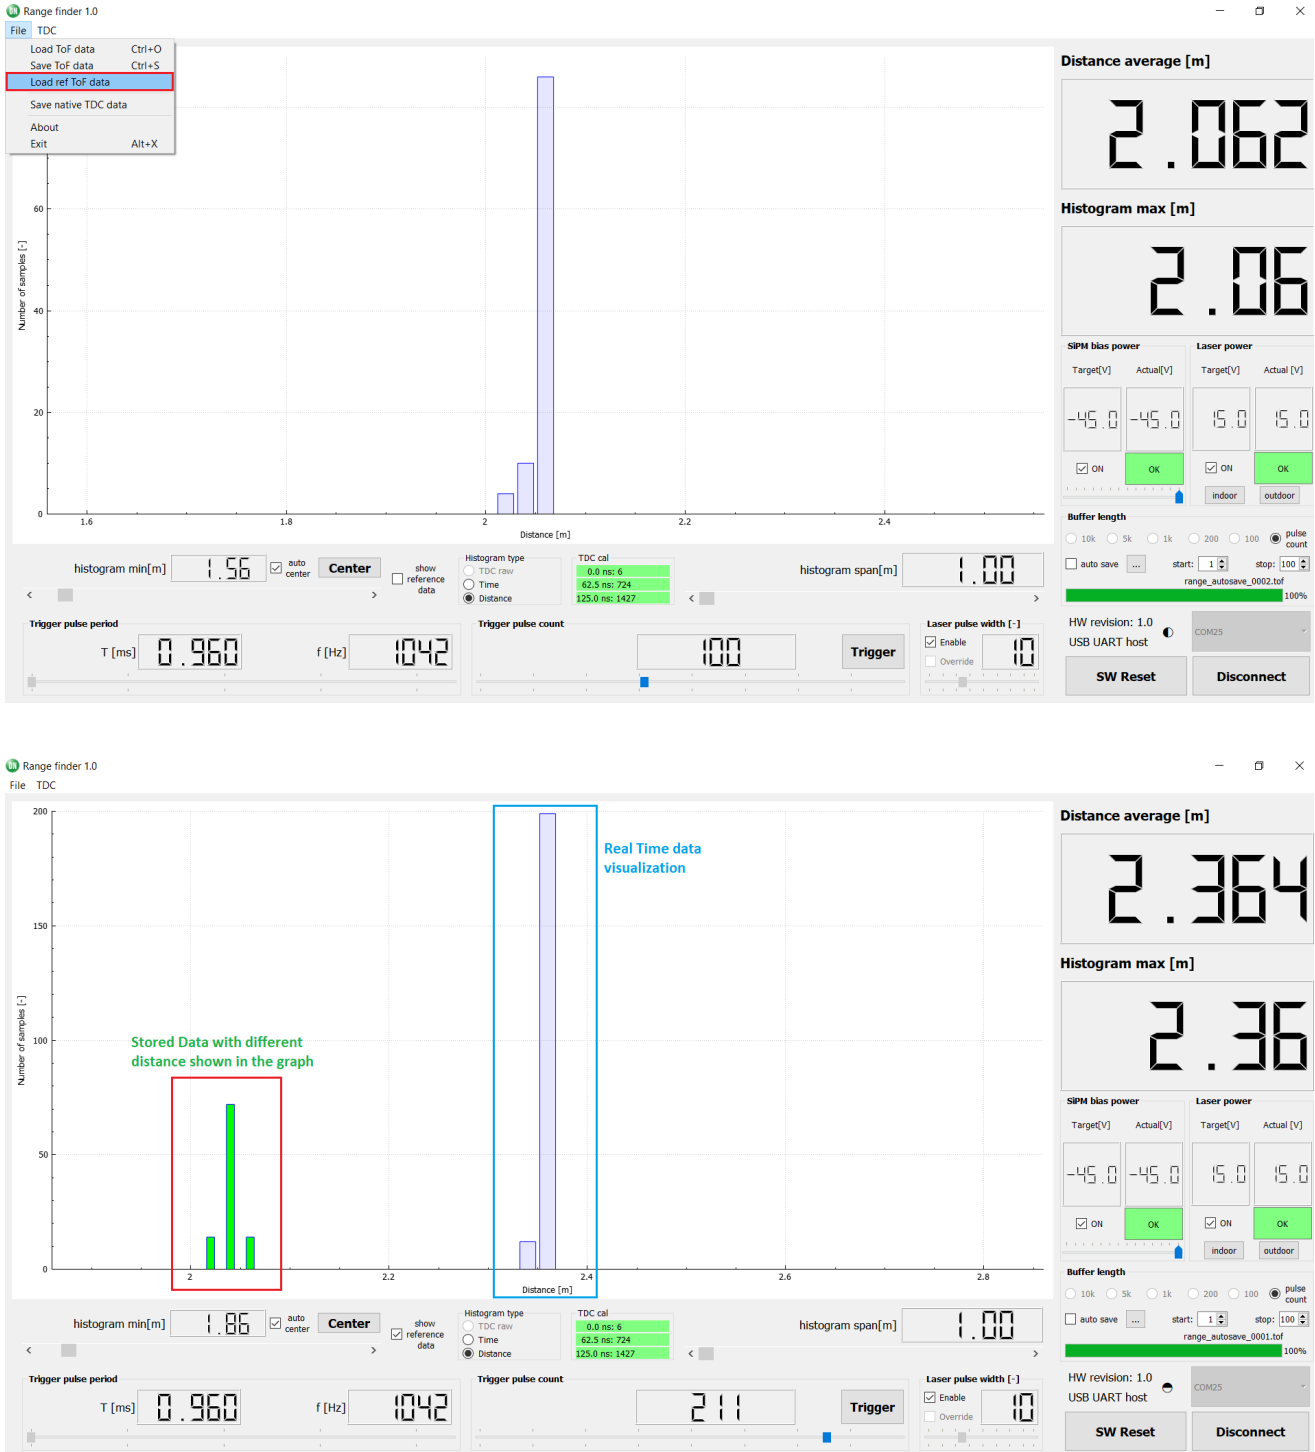 Range finder 1.0
File TDC
Load ToF data Ctrl+O
Save ToF data Ctrl+S
Load ref ToF data
Save native TDC data
About
Exit Alt+X
Number of samples [-]
60
40
20
0
1.6 1.8 2 2.2 2.4
Distance [m]
Distance average [m]
2.062
Histogram max [m]
2.06
SiPM bias power
Laser power
Target[V] Actual[V] Target[V] Actual [V]
-45.0 -45.0 15.0 15.0
ON OK ON OK
indoor outdoor
Buffer length
10k 5k 1k 200 100 pulse count
auto save ... start: 1 stop: 100
range_autosave_0002.tof
100%
histogram min[m] 1.56 auto center Center
show reference data
Histogram type
TDC raw
Time
Distance
TDC cal
0.0 ns: 6
62.5 ns: 724
125.0 ns: 1427
histogram span[m] 1.00
< > < >
Trigger pulse period
T [ms] 0.960 f [Hz] 1042
Trigger pulse count
100 Trigger
Laser pulse width [-]
Enable
Override
10
HW revision: 1.0
USB UART host
COM25
SW Reset Disconnect
Range finder 1.0
File TDC
Number of samples [-]
200
150
100
50
0
2 2.2 2.4 2.6 2.8
Distance [m]
Real Time data
visualization
Stored Data with different
distance shown in the graph
Distance average [m]
2.364
Histogram max [m]
2.36
SiPM bias power
Laser power
Target[V] Actual[V] Target[V] Actual [V]
-45.0 -45.0 15.0 15.0
ON OK ON OK
indoor outdoor
Buffer length
10k 5k 1k 200 100 pulse count
auto save ... start: 1 stop: 100
range_autosave_0001.tof
100%
histogram min[m] 1.86 auto center Center
show reference data
Histogram type
TDC raw
Time
Distance
TDC cal
0.0 ns: 6
62.5 ns: 724
125.0 ns: 1427
histogram span[m] 1.00
< > < >
Trigger pulse period
T [ms] 0.960 f [Hz] 1042
Trigger pulse count
211 Trigger
Laser pulse width [-]
Enable
Override
10
HW revision: 1.0
USB UART host
COM25
SW Reset Disconnect